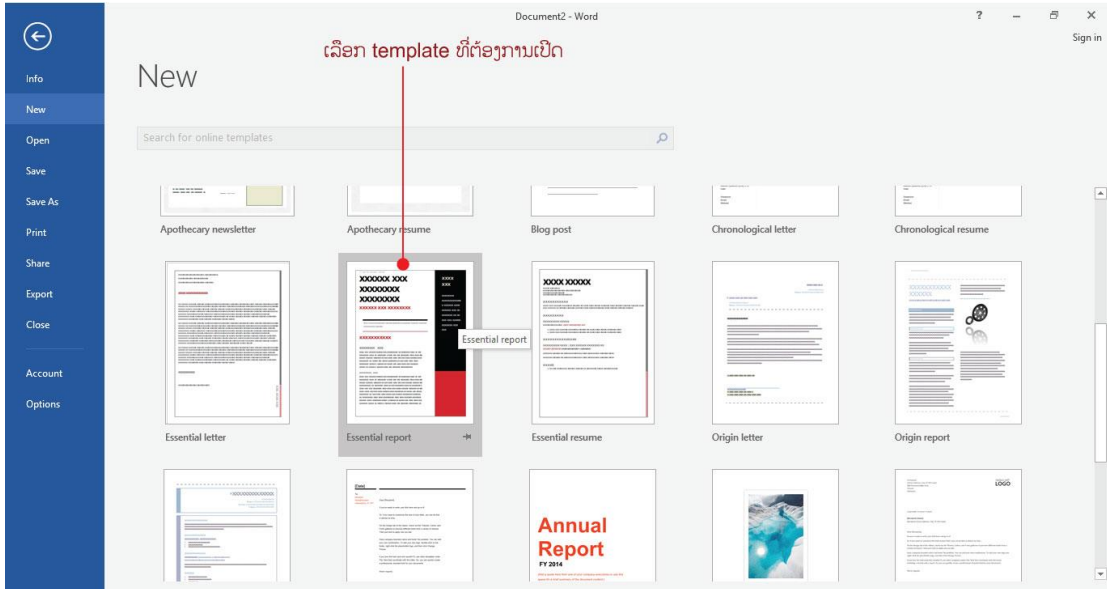 Document2 - Word
?
Sign in
ເລືອກ template ທີ່ຕ້ອງການເປີດ
Info
New
Open
Save
Save As
Print
Share
Export
Close
Account
Options
New
Search for online templates
Apothecary newsletter
Apothecary resume
Blog post
Chronological letter
Chronological resume
XXXXXX XXX
XXXXXXXX
XXXXXXXX
XXXX
XXX
XXXX XXXXX
Essential report
Essential letter
Essential report
Essential resume
Origin letter
Origin report
Annual
Report
FY 2014
LOGO